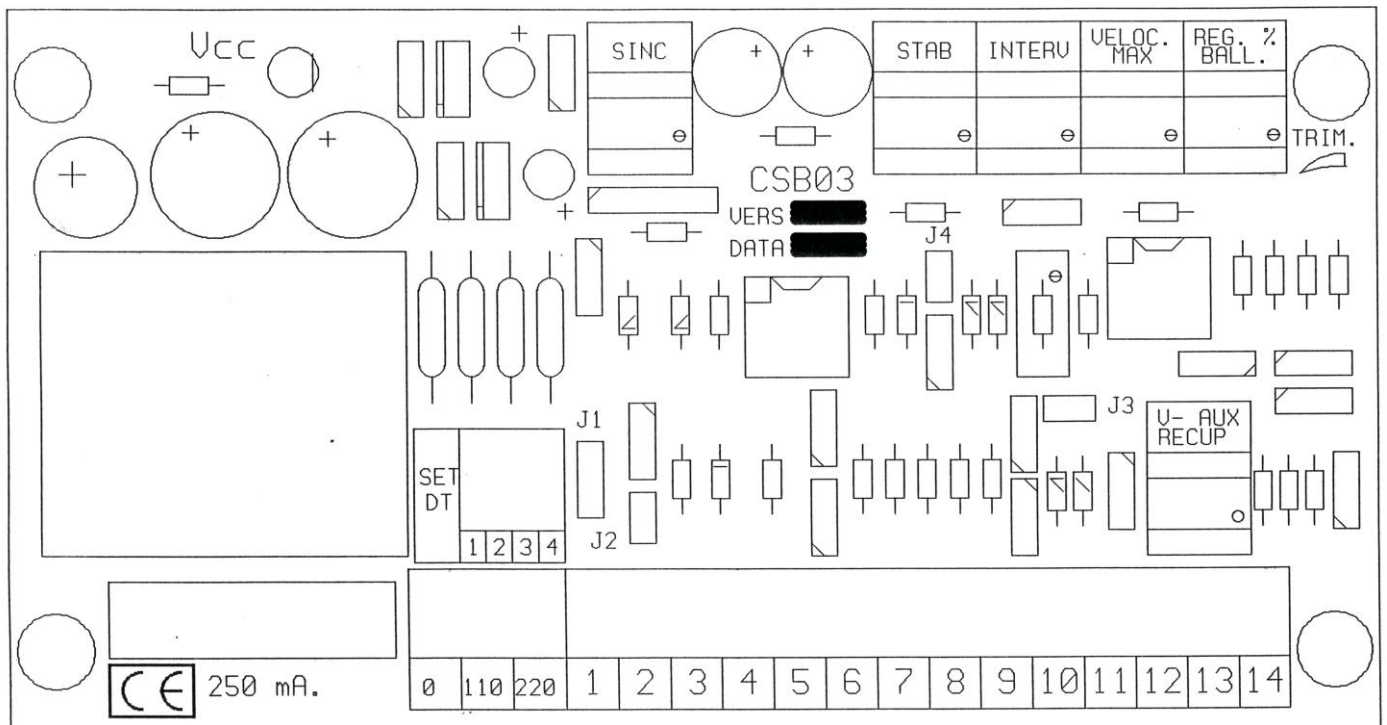 Vcc
SINC
STAB
INTERV
VELOC.
MAX
REG. %
BALL.
TRIM.
CSB03
VERS
DATA
J4
J1
J3
V- AUX
RECUP
SET
DT
J2
1 2 3 4
CE 250 mA.
0 110 220 1 2 3 4 5 6 7 8 9 10 11 12 13 14